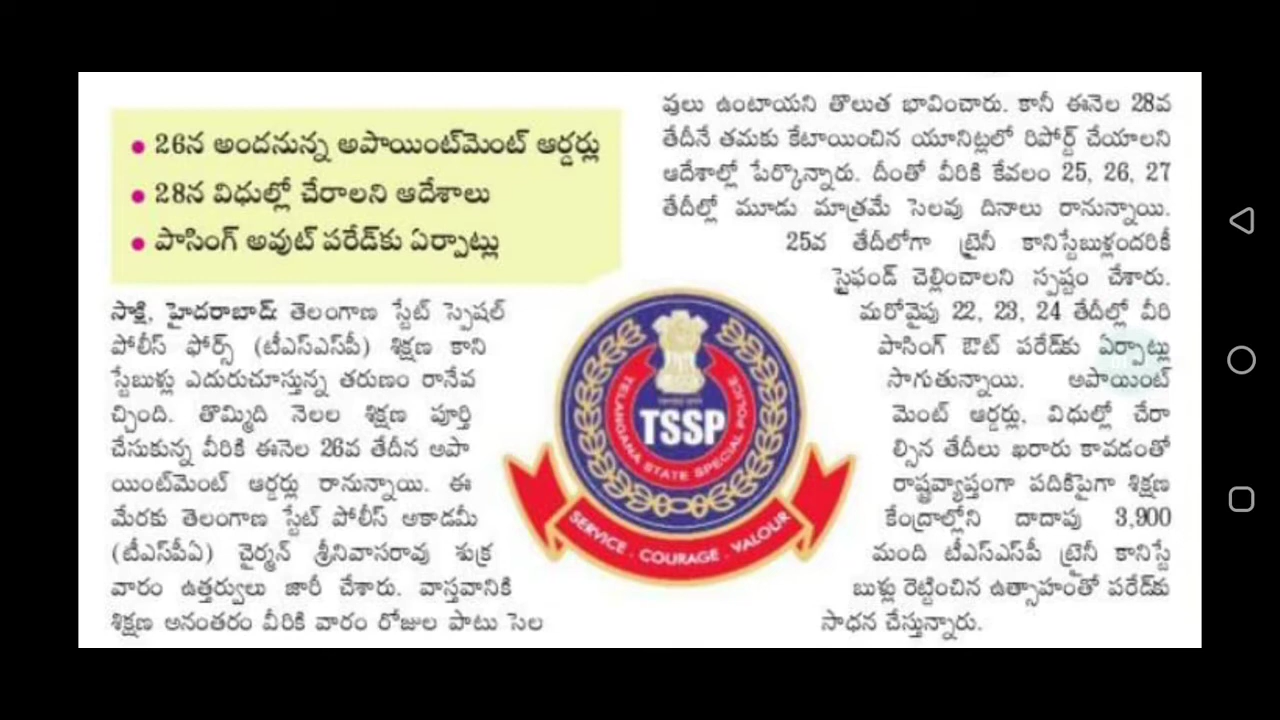 • 26న అందనున్న అపాయింట్‌మెంట్ ఆర్డర్లు
• 28న విధుల్లో చేరాలని ఆదేశాలు
• పాసింగ్ అవుట్ పరేడ్‌కు ఏర్పాట్లు
సాక్షి, హైదరాబాద్: తెలంగాణ స్టేట్ స్పెషల్
పోలీస్ ఫోర్స్ (టీఎస్ఎస్‌పీ) శిక్షణ కాని
స్టేబుళ్లు ఎదురుచూస్తున్న తరుణం రానేవ
చ్చింది. తొమ్మిది నెలల శిక్షణ పూర్తి
చేసుకున్న వీరికి ఈనెల 26వ తేదీన అపా
యింట్‌మెంట్ ఆర్డర్లు రానున్నాయి. ఈ
మేరకు తెలంగాణ స్టేట్ పోలీస్ అకాడమీ
(టీఎస్‌పీఏ) చైర్మన్ శ్రీనివాసరావు శుక్ర
వారం ఉత్తర్వులు జారీ చేశారు. వాస్తవానికి
శిక్షణ అనంతరం వీరికి వారం రోజుల పాటు సెల
వులు ఉంటాయని తొలుత భావించారు. కానీ ఈనెల 28వ
తేదీనే తమకు కేటాయించిన యూనిట్లలో రిపోర్ట్ చేయాలని
ఆదేశాల్లో పేర్కొన్నారు. దీంతో వీరికి కేవలం 25, 26, 27
తేదీల్లో మూడు మాత్రమే సెలవు దినాలు రానున్నాయి.
25వ తేదీలోగా ట్రైనీ కానిస్టేబుళ్లందరికీ
స్టైఫండ్ చెల్లించాలని స్పష్టం చేశారు.
మరోవైపు 22, 23, 24 తేదీల్లో వీరి
పాసింగ్ ఔట్ పరేడ్‌కు ఏర్పాట్లు
సాగుతున్నాయి. అపాయింట్
మెంట్ ఆర్డర్లు, విధుల్లో చేరా
ల్సిన తేదీలు ఖరారు కావడంతో
రాష్ట్రవ్యాప్తంగా పదికిపైగా శిక్షణ
కేంద్రాల్లోని దాదాపు 3,900
మంది టీఎస్ఎస్‌పీ ట్రైనీ కానిస్టే
బుళ్లు రెట్టించిన ఉత్సాహంతో పరేడ్‌కు
సాధన చేస్తున్నారు.
TELANGANA STATE SPECIAL POLICE
TSSP
SERVICE . COURAGE . VALOUR